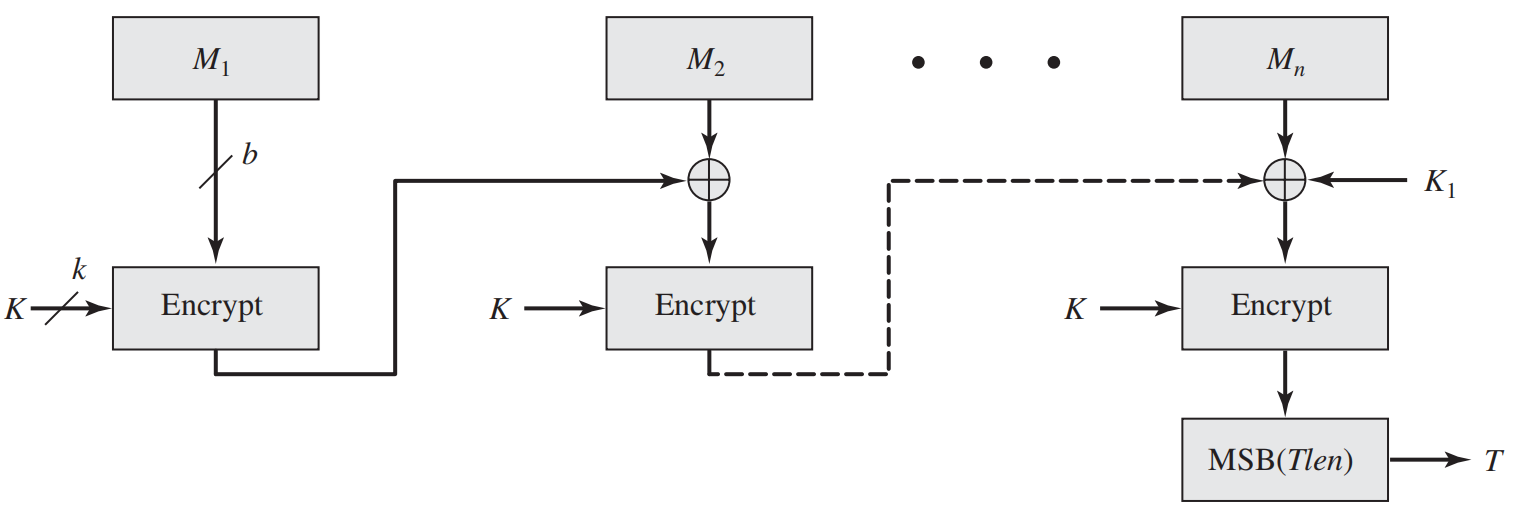 M1 M2 Mn
b
K1
k
K Encrypt K Encrypt K Encrypt
MSB(Tlen) T